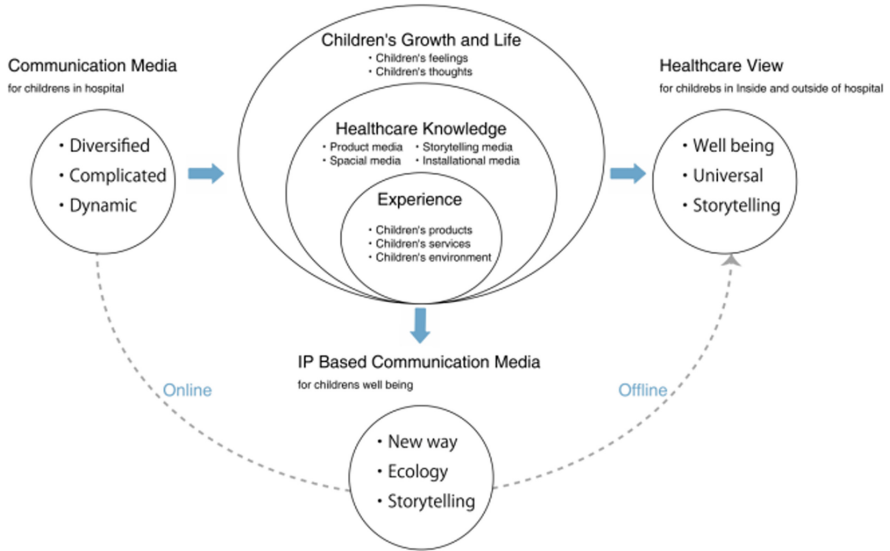 Communication Media
for childrens in hospital
• Diversified
• Complicated
• Dynamic
Children's Growth and Life
• Children's feelings
• Children's thoughts
Healthcare Knowledge
• Product media • Storytelling media
• Spacial media • Installational media
Experience
• Children's products
• Children's services
• Children's environment
Healthcare View
for childrebs in Inside and outside of hospital
• Well being
• Universal
• Storytelling
IP Based Communication Media
for childrens well being
Online
Offline
• New way
• Ecology
• Storytelling